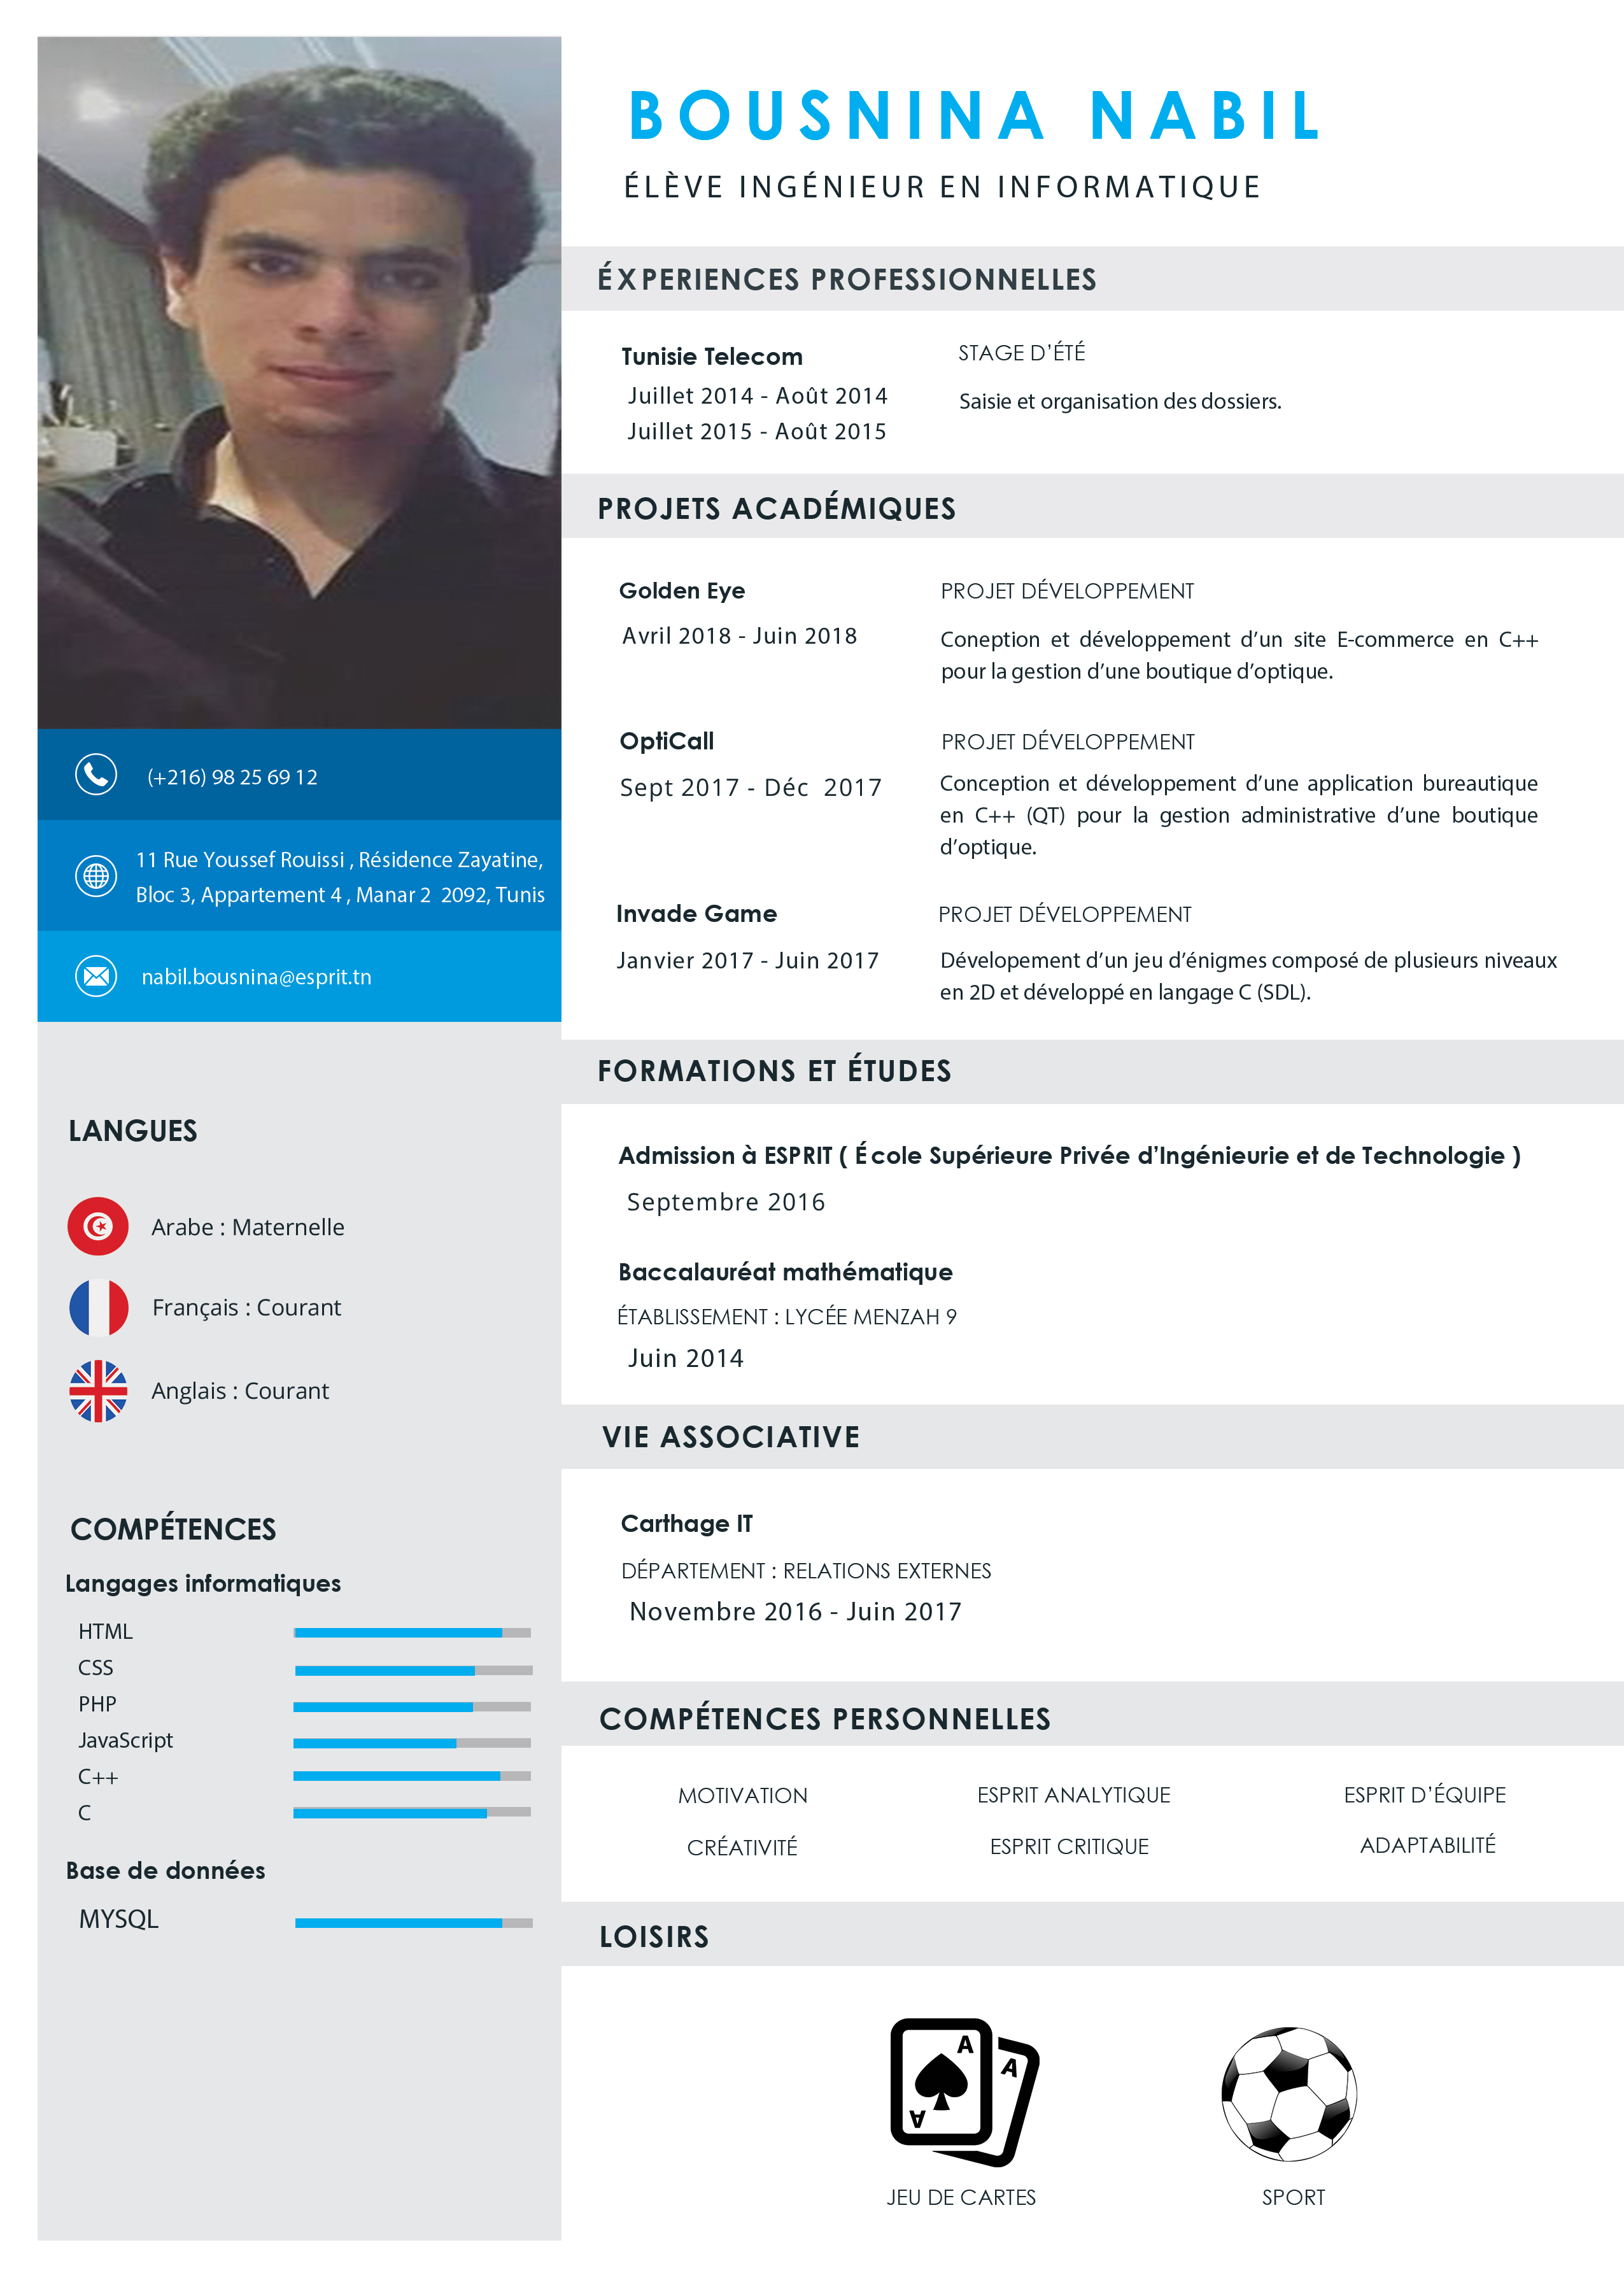 BOUSNINA NABIL
ÉLÈVE INGÉNIEUR EN INFORMATIQUE
ÉXPERIENCES PROFESSIONNELLES
Tunisie Telecom
Juillet 2014 - Août 2014
Juillet 2015 - Août 2015
STAGE D'ÉTÉ
Saisie et organisation des dossiers.
PROJETS ACADÉMIQUES
Golden Eye
Avril 2018 - Juin 2018
PROJET DÉVELOPPEMENT
Coneption et développement d'un site E-commerce en C++
pour la gestion d'une boutique d'optique.
OptiCall
Sept 2017 - Déc 2017
PROJET DÉVELOPPEMENT
Conception et développement d'une application bureautique
en C++ (QT) pour la gestion administrative d'une boutique
d'optique.
Invade Game
Janvier 2017 - Juin 2017
PROJET DÉVELOPPEMENT
Dévelopement d'un jeu d'énigmes composé de plusieurs niveaux
en 2D et développé en langage C (SDL).
FORMATIONS ET ÉTUDES
Admission à ESPRIT ( École Supérieure Privée d'Ingénieurie et de Technologie )
Septembre 2016
Baccalauréat mathématique
ÉTABLISSEMENT : LYCÉE MENZAH 9
Juin 2014
VIE ASSOCIATIVE
Carthage IT
DÉPARTEMENT : RELATIONS EXTERNES
Novembre 2016 - Juin 2017
COMPÉTENCES PERSONNELLES
MOTIVATION ESPRIT ANALYTIQUE ESPRIT D'ÉQUIPE
CRÉATIVITÉ ESPRIT CRITIQUE ADAPTABILITÉ
LOISIRS
A
A
A
JEU DE CARTES
SPORT
(+216) 98 25 69 12
11 Rue Youssef Rouissi , Résidence Zayatine,
Bloc 3, Appartement 4 , Manar 2 2092, Tunis
nabil.bousnina@esprit.tn
LANGUES
Arabe : Maternelle
Français : Courant
Anglais : Courant
COMPÉTENCES
Langages informatiques
HTML
CSS
PHP
JavaScript
C++
C
Base de données
MYSQL